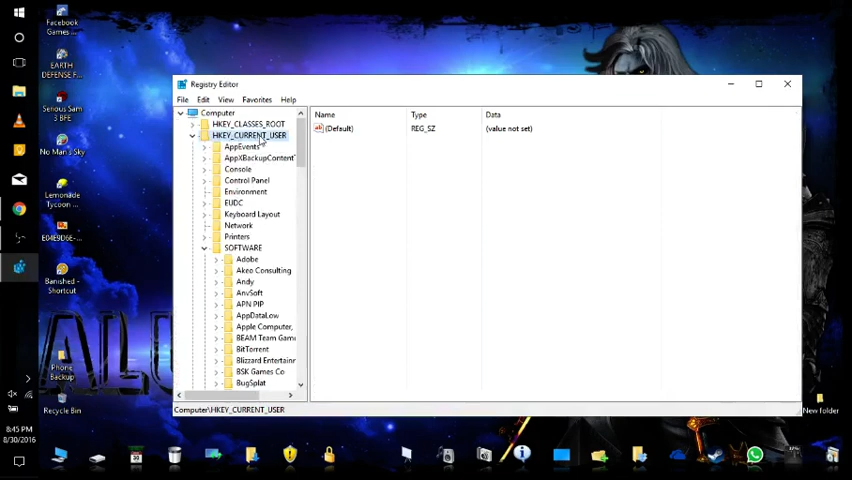 Facebook
Games ...
EARTH
DEFENSE F...
Serious Sam
3 BFE
No Man's Sky
Lemonade
Tycoon ...
E04E9D6E-...
Banished -
Shortcut
Phone
Backup
Recycle Bin
8:45 PM
8/30/2016
Registry Editor
File Edit View Favorites Help
Computer
HKEY_CLASSES_ROOT
HKEY_CURRENT_USER
AppEvents
AppXBackupContent
Console
Control Panel
Environment
EUDC
Keyboard Layout
Network
Printers
SOFTWARE
Adobe
Akeo Consulting
Andy
AnvSoft
APN PIP
AppDataLow
Apple Computer,
BEAM Team Gam
BitTorrent
Blizzard Entertain
BSK Games Co
BugSplat
Name Type Data
ab (Default) REG_SZ (value not set)
Computer\HKEY_CURRENT_USER
New folder
30